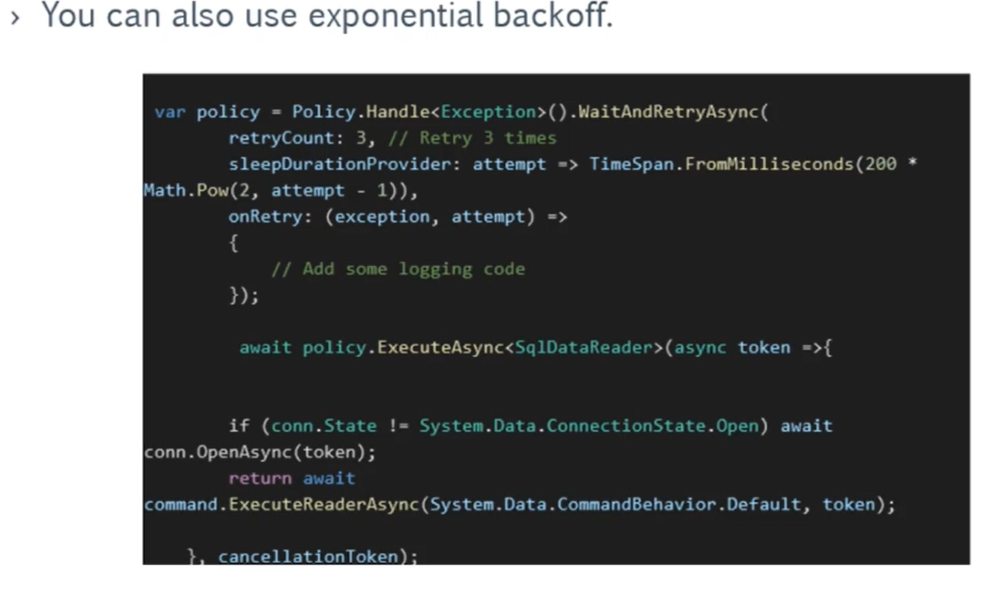 › You can also use exponential backoff.
var policy = Policy.Handle<Exception>().WaitAndRetryAsync(
retryCount: 3, // Retry 3 times
sleepDurationProvider: attempt => TimeSpan.FromMilliseconds(200 *
Math.Pow(2, attempt - 1)),
onRetry: (exception, attempt) =>
{
// Add some logging code
});
await policy.ExecuteAsync<SqlDataReader>(async token =>{
if (conn.State != System.Data.ConnectionState.Open) await
conn.OpenAsync(token);
return await
command.ExecuteReaderAsync(System.Data.CommandBehavior.Default, token);
}, cancellationToken);